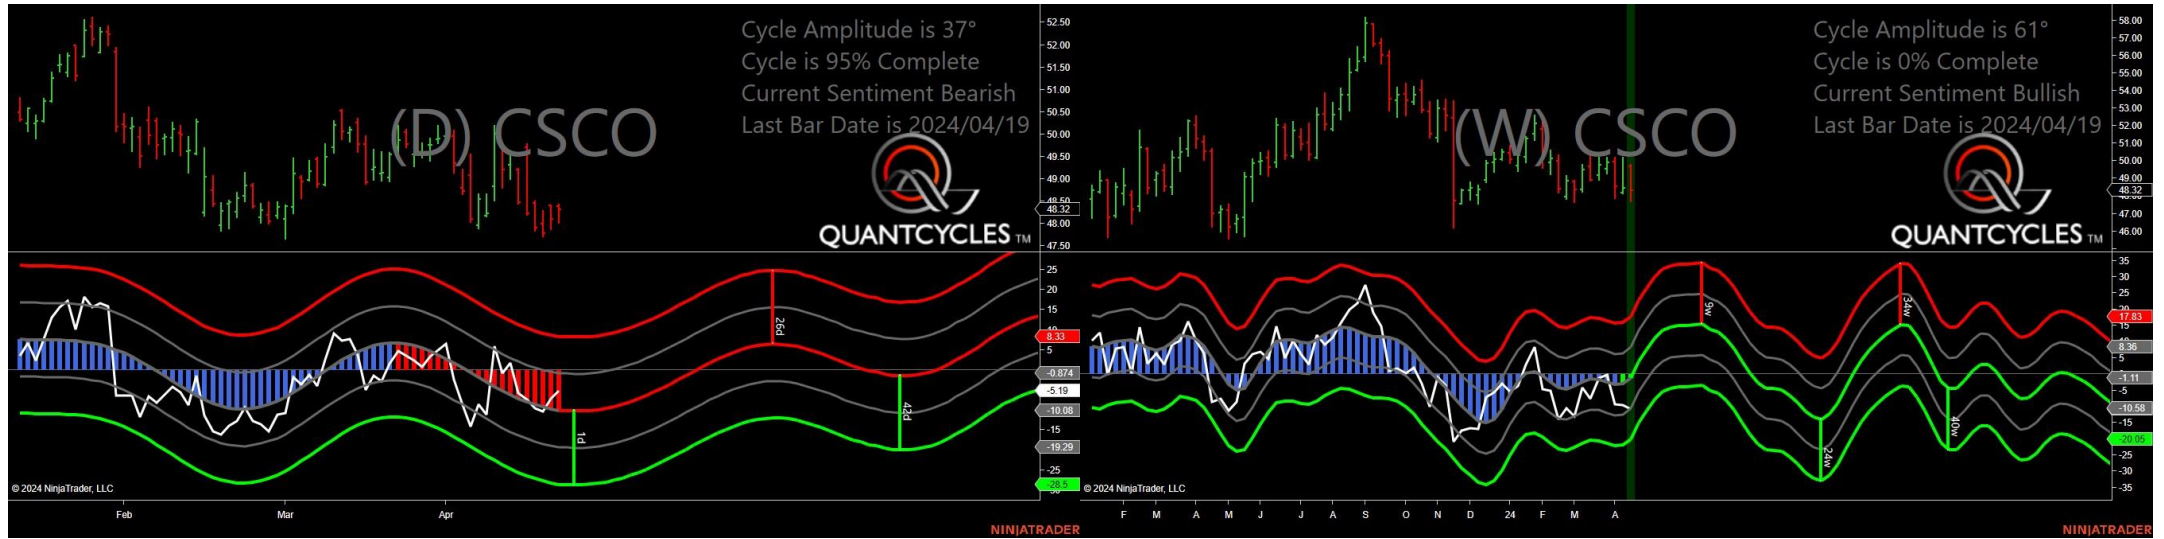 Cycle Amplitude is 37°
Cycle is 95% Complete
Current Sentiment Bearish
Last Bar Date is 2024/04/19
(D) CSCO
QUANTCYCLES TM
52.50
52.00
51.50
51.00
50.50
50.00
49.50
49.00
48.50
48.32
48.00
47.50
25
20
15
8.33
5
-0.874
-5.19
-10.08
-15
-19.29
-25
-28.5
26d
42d
1d
© 2024 NinjaTrader, LLC
Feb Mar Apr
NINJATRADER
Cycle Amplitude is 61°
Cycle is 0% Complete
Current Sentiment Bullish
Last Bar Date is 2024/04/19
(W) CSCO
QUANTCYCLES TM
58.00
57.00
56.00
55.00
54.00
53.00
52.00
51.00
50.00
49.00
48.32
47.00
46.00
35
30
25
17.83
15
8.36
5
-1.11
-5
-10.58
-15
-20.05
-25
-30
-35
9w
34w
24w
40w
© 2024 NinjaTrader, LLC
F M A M J J A S O N D 24 F M A
NINJATRADER